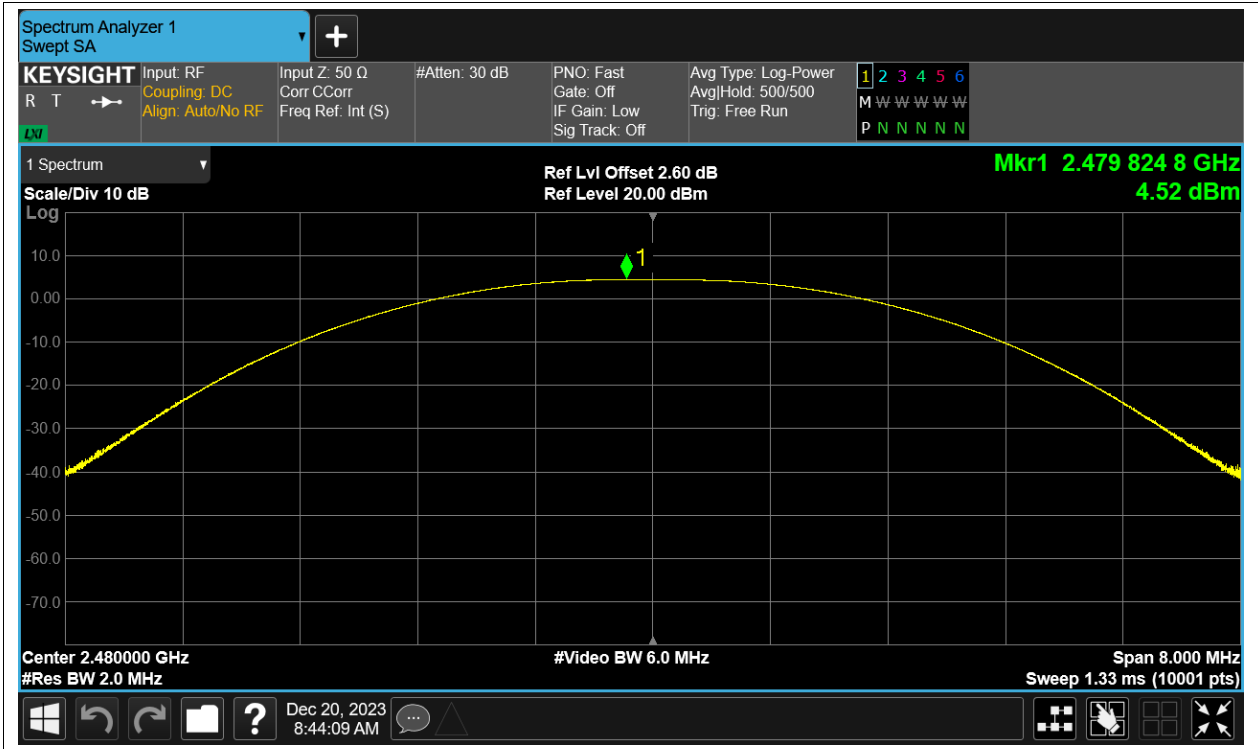 Spectrum Analyzer 1
Swept SA
KEYSIGHT
R T
LXI
Input: RF
Coupling: DC
Align: Auto/No RF
Input Z: 50 Ω
Corr CCorr
Freq Ref: Int (S)
#Atten: 30 dB
PNO: Fast
Gate: Off
IF Gain: Low
Sig Track: Off
Avg Type: Log-Power
Avg|Hold: 500/500
Trig: Free Run
1 2 3 4 5 6
M W W W W W
P N N N N N
1 Spectrum
Scale/Div 10 dB
Log
Ref Lvl Offset 2.60 dB
Ref Level 20.00 dBm
Mkr1 2.479 824 8 GHz
4.52 dBm
1
10.0
0.00
-10.0
-20.0
-30.0
-40.0
-50.0
-60.0
-70.0
Center 2.480000 GHz
#Res BW 2.0 MHz
#Video BW 6.0 MHz
Span 8.000 MHz
Sweep 1.33 ms (10001 pts)
?
Dec 20, 2023
8:44:09 AM